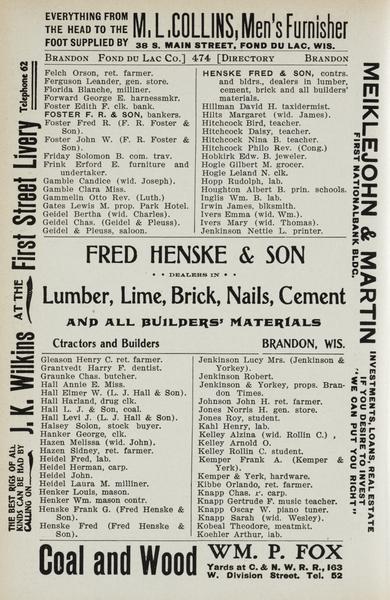 EVERYTHING FROM
THE HEAD TO THE
FOOT SUPPLIED BY
M. L. COLLINS, Men's Furnisher
38 S. MAIN STREET, FOND DU LAC, WIS.
BRANDON FOND DU LAC CO.] 474 [DIRECTORY BRANDON
Felch Orson, ret. farmer.
Ferguson Leander, gen. store.
Florida Blanche, milliner.
Forward George E. harnessmkr.
Foster Edith F. clk. bank.
FOSTER F. R. & SON, bankers.
Foster Fred R. (F. R. Foster &
Son).
Foster John W. (F. R. Foster &
Son).
Friday Solomon B. com. trav.
Frink Erford E. furniture and
undertaker.
Gamble Candice (wid. Joseph).
Gamble Clara Miss.
Gammelin Otto Rev. (Luth.)
Gates Lewis M. prop. Park Hotel.
Geidel Bertha (wid. Charles).
Geidel Chas. (Geidel & Pleuss).
Geidel & Pleuss, saloon.
HENSKE FRED & SON, contrs.
and bldrs., dealers in lumber,
cement, brick and all builders'
materials.
Hillman David H. taxidermist.
Hilts Margaret (wid. James).
Hitchcock Bird, teacher.
Hitchcock Daisy, teacher.
Hitchcock Nina B. teacher.
Hitchcock Philo Rev. (Cong.)
Hobkirk Edw. B. jeweler.
Hogle Gilbert M. grocer.
Hogle Leland N. clk.
Hopp Rudolph, lab.
Houghton Albert B. prin. schools.
Inglis Wm. B. lab.
Irwin James, blksmith.
Ivers Emma (wid. Wm.).
Ivers Mary (wid. Thomas).
Jenkinson Nettie L. printer.
FRED HENSKE & SON
DEALERS IN
Lumber, Lime, Brick, Nails, Cement
AND ALL BUILDERS' MATERIALS
Ctractors and Builders BRANDON, WIS.
Gleason Henry C. ret. farmer.
Grantvedt Harry F. dentist.
Graunke Chas. butcher.
Hall Annie E. Miss.
Hall Elmer W. (L. J. Hall & Son).
Hall Harland, drug clk.
Hall L. J. & Son, coal.
Hall Levi J. (L. J. Hall & Son).
Halsey Solon, stock buyer.
Hanker George, clk.
Hazen Melissa (wid. John).
Hazen Sidney, ret. farmer.
Heidel Fred, lab.
Heidel Herman, carp.
Heidel John.
Heidel Laura M. milliner.
Henker Louis, mason.
Henker Wm. mason contr.
Henske Frank G. (Fred Henske &
Son).
Henske Fred (Fred Henske &
Son).
Jenkinson Lucy Mrs. (Jenkinson &
Yorkey).
Jenkinson Robert.
Jenkinson & Yorkey, props. Brandon
Times.
Johnson John H. ret. farmer.
Jones Norris H. gen. store.
Jones Roy, student.
Kahl Henry, lab.
Kelley Alzina (wid. Rollin C.)
Kelley Arnold O.
Kelley Rollin C. student.
Kemper Frank A. (Kemper &
Yerk).
Kemper & Yerk, hardware.
Kibbe Orlando, ret. farmer.
Knapp Chas. carp.
Knapp Gertrude F. music teacher.
Knapp Oscar W. piano tuner.
Knapp Sarah (wid. Wesley).
Kobeal Theodore, meatmkt.
Koehler Arthur, lab.
Coal and Wood WM. P. FOX
Yards at C. & N. W. R. R., 163
W. Division Street. Tel. 52
THE BEST RIGS OF ALL
KINDS CAN BE HAD BY
CALLING ON
J. K. Wilkins AT THE First Street Livery Telephone 62
MEIKLEJOHN & MARTIN
FIRST NATIONAL BANK BLDG.
INVESTMENTS, LOANS, REAL ESTATE
IF YOU DESIRE TO INVEST
"WE CAN PUT YOU RIGHT"